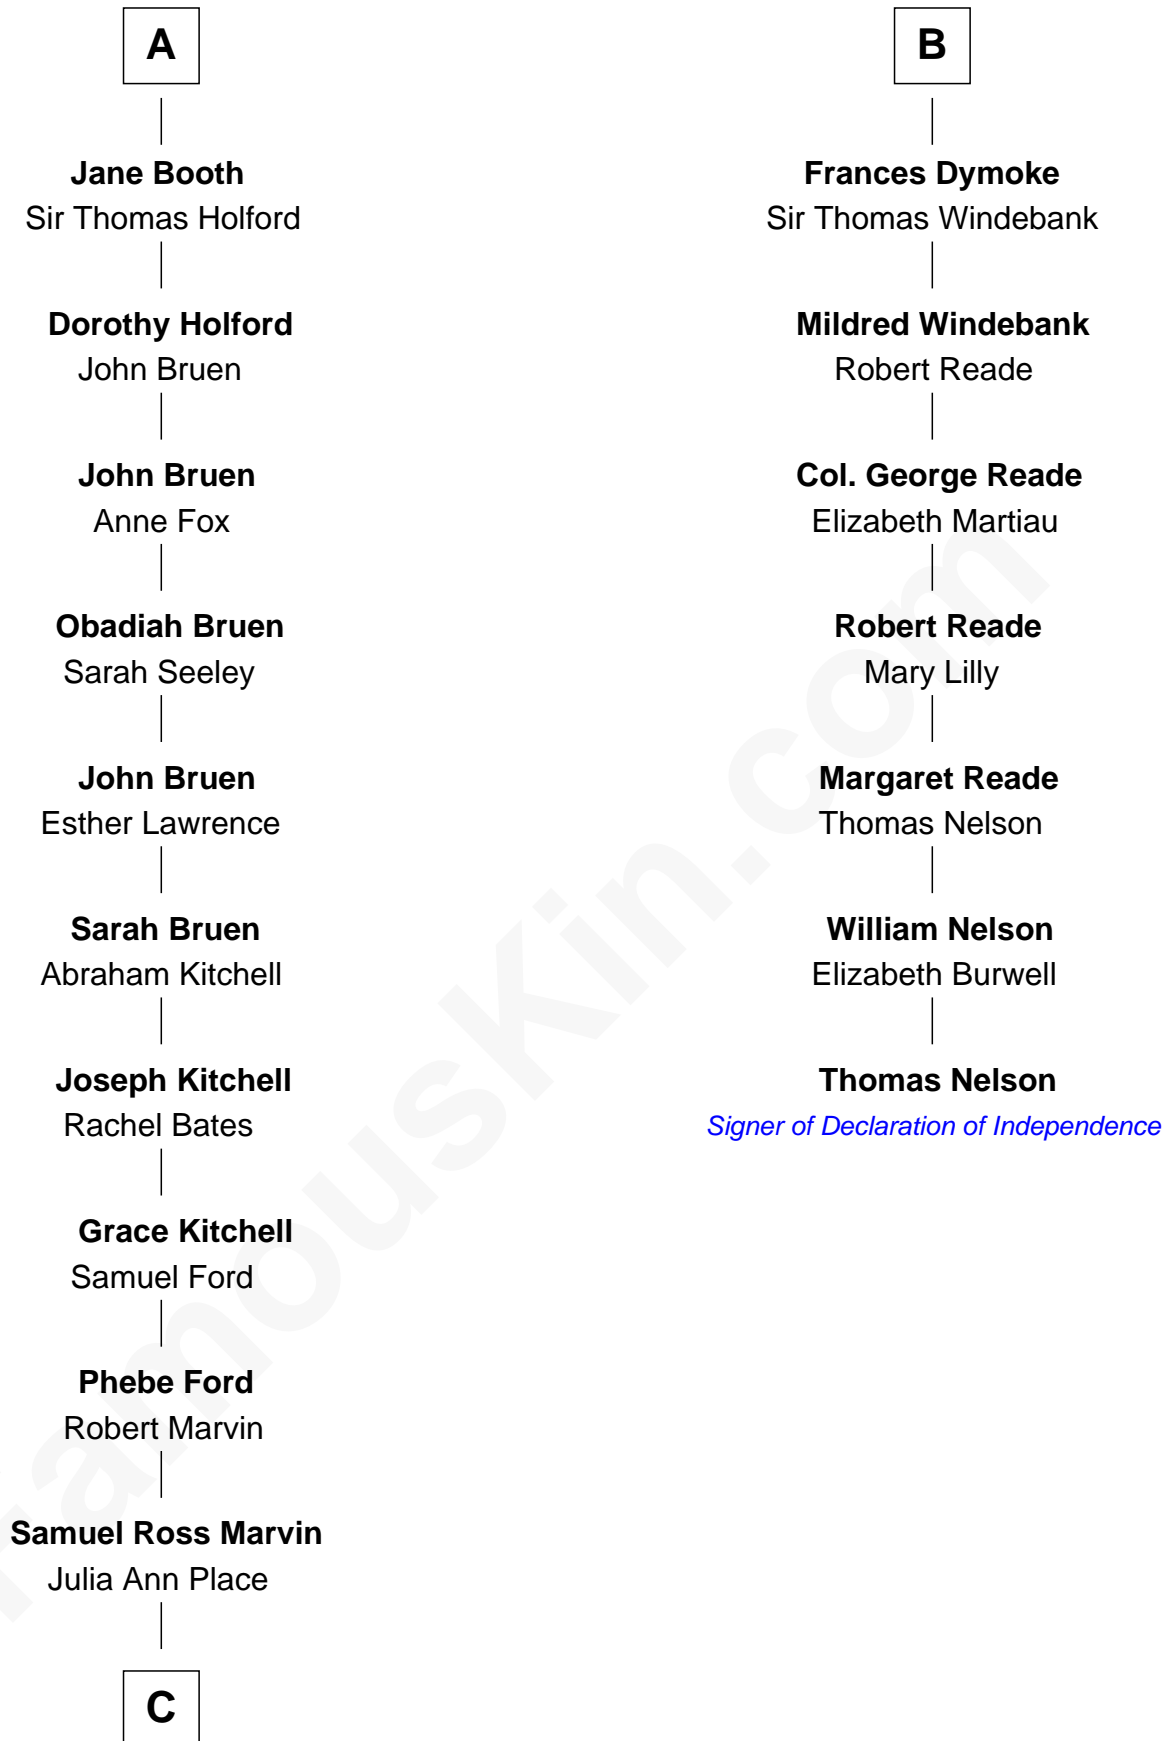 A
Jane Booth
Sir Thomas Holford
Dorothy Holford
John Bruen
John Bruen
Anne Fox
Obadiah Bruen
Sarah Seeley
John Bruen
Esther Lawrence
Sarah Bruen
Abraham Kitchell
Joseph Kitchell
Rachel Bates
Grace Kitchell
Samuel Ford
Phebe Ford
Robert Marvin
Samuel Ross Marvin
Julia Ann Place
C
B
Frances Dymoke
Sir Thomas Windebank
Mildred Windebank
Robert Reade
Col. George Reade
Elizabeth Martiau
Robert Reade
Mary Lilly
Margaret Reade
Thomas Nelson
William Nelson
Elizabeth Burwell
Thomas Nelson
Signer of Declaration of Independence
FamousKin.com